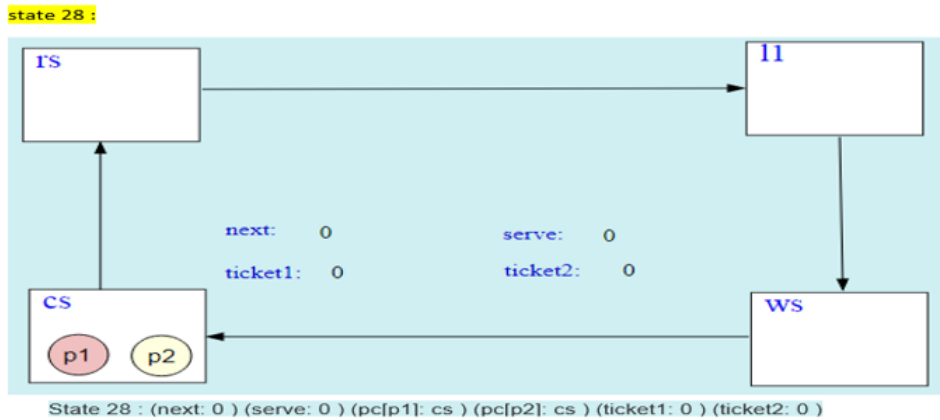 state 28 :
rs
l1
next: 0 serve: 0
ticket1: 0 ticket2: 0
cs
ws
p1 p2
State 28 : (next: 0 ) (serve: 0 ) (pc[p1]: cs ) (pc[p2]: cs ) (ticket1: 0 ) (ticket2: 0 )